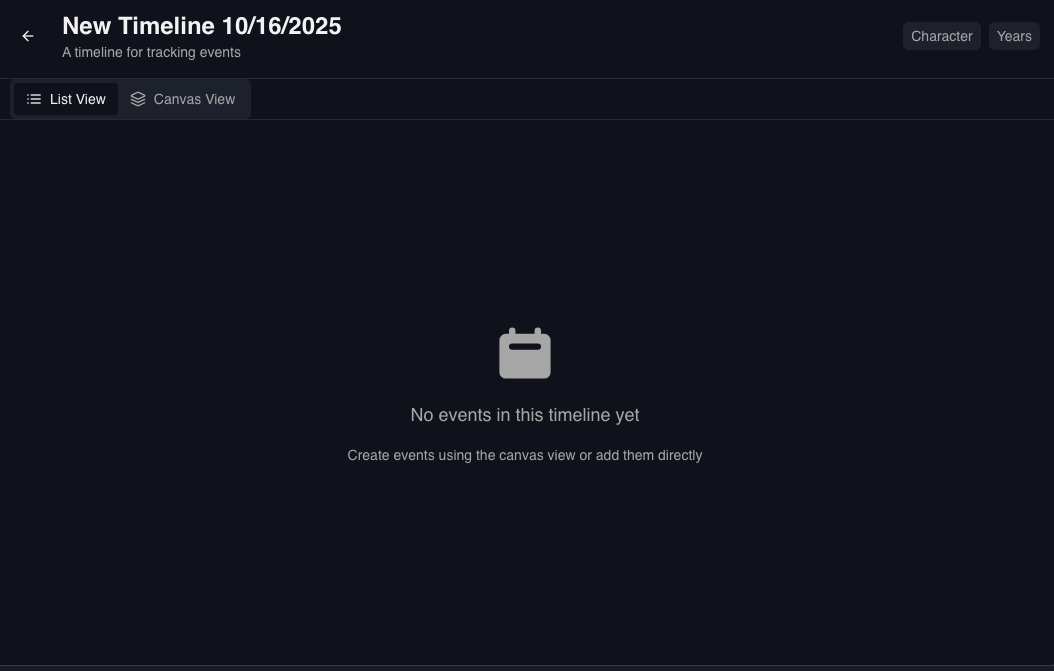 New Timeline 10/16/2025
A timeline for tracking events
Character
Years
List View
Canvas View
No events in this timeline yet
Create events using the canvas view or add them directly